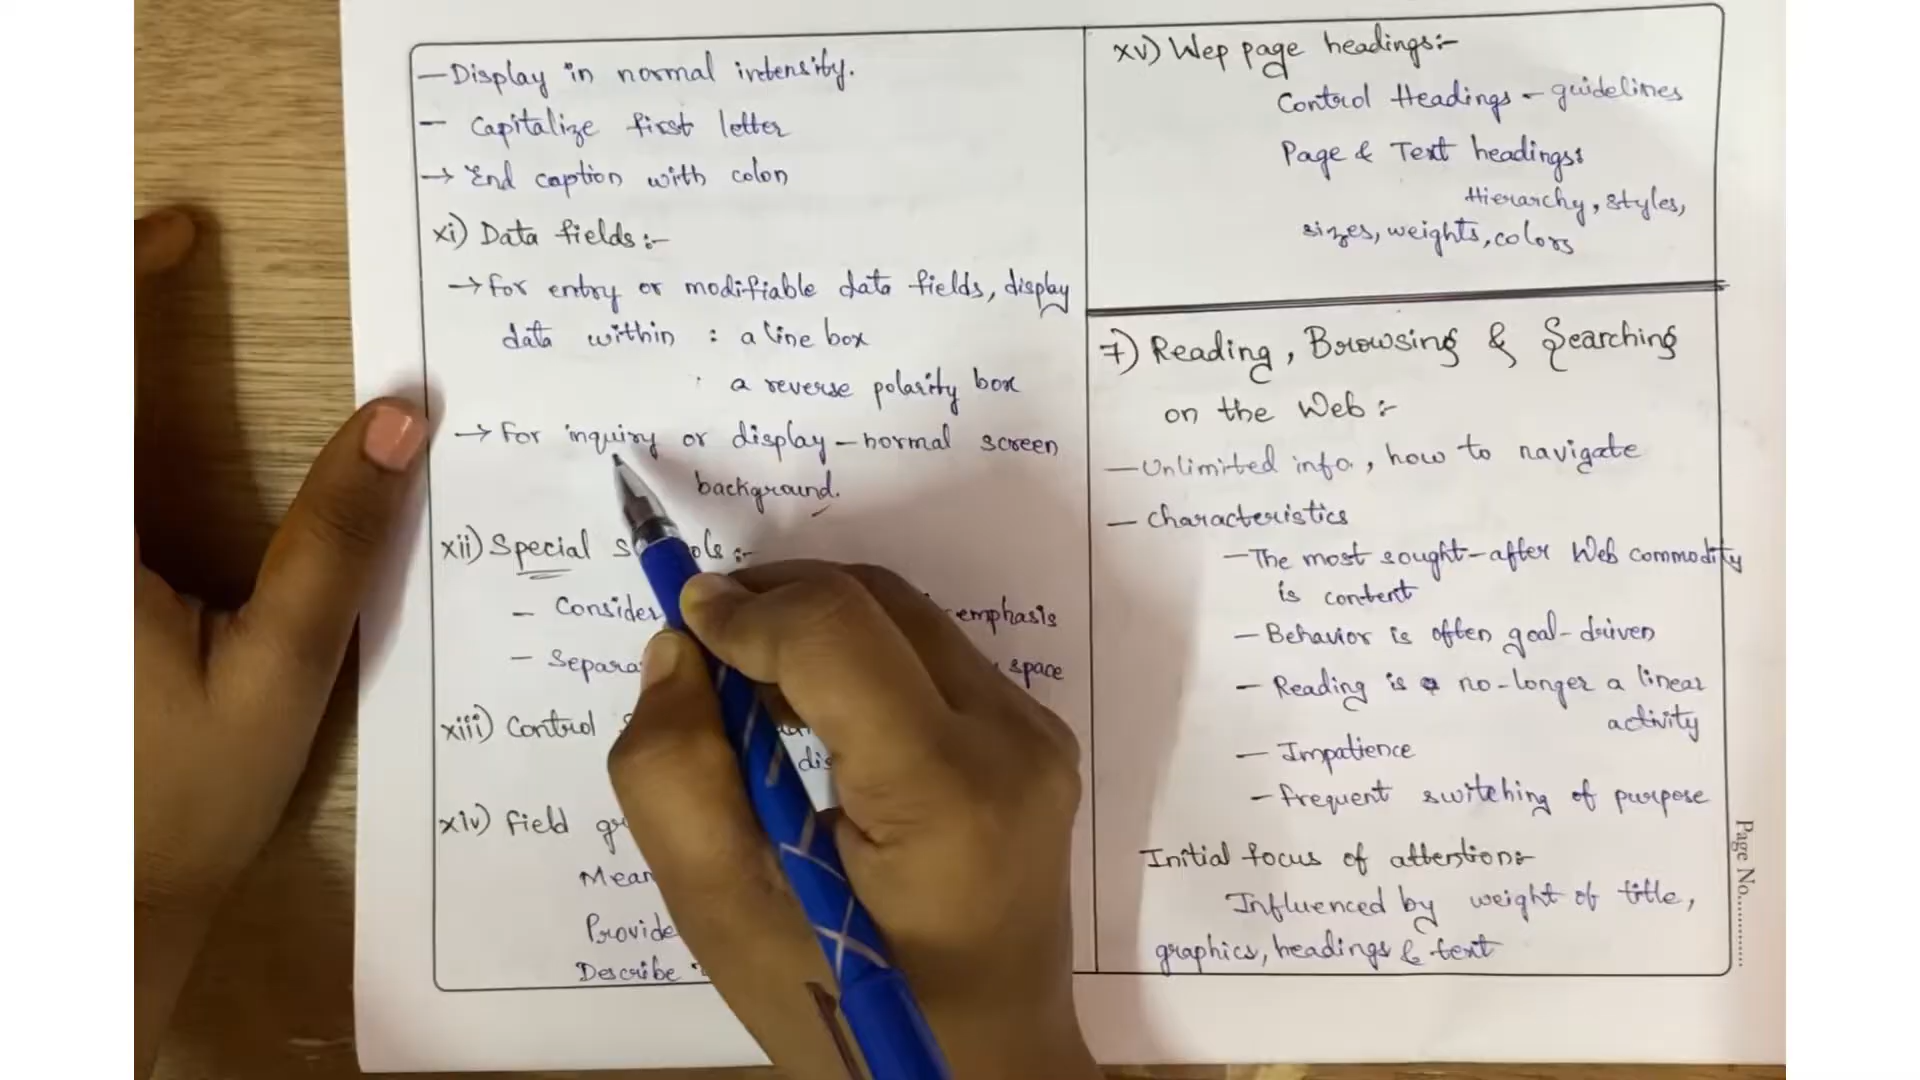 —Display in normal intensity.
— Capitalize first letter
→ End caption with colon
xi) Data fields:-
→ for entry or modifiable data fields, display
data within : a line box
: a reverse polarity box
→ for inquiry or display – normal screen
background.
xii) Special
— Consider emphasis
— space
xiii) Control
xiv) field
Provide
Describe
xv) Wep page headings:-
Control Headings – guidelines
Page & Text headings:
Hierarchy, styles,
sizes, weights, colors
7) Reading, Browsing & Searching
on the Web:-
— Unlimited info, how to navigate
— Characteristics
— The most sought-after Web commodity
is content
— Behavior is often goal-driven
— Reading is no-longer a linear
activity
— Impatience
— frequent switching of purpose
Initial focus of attention:-
Influenced by weight of title,
graphics, headings & text
Page No............